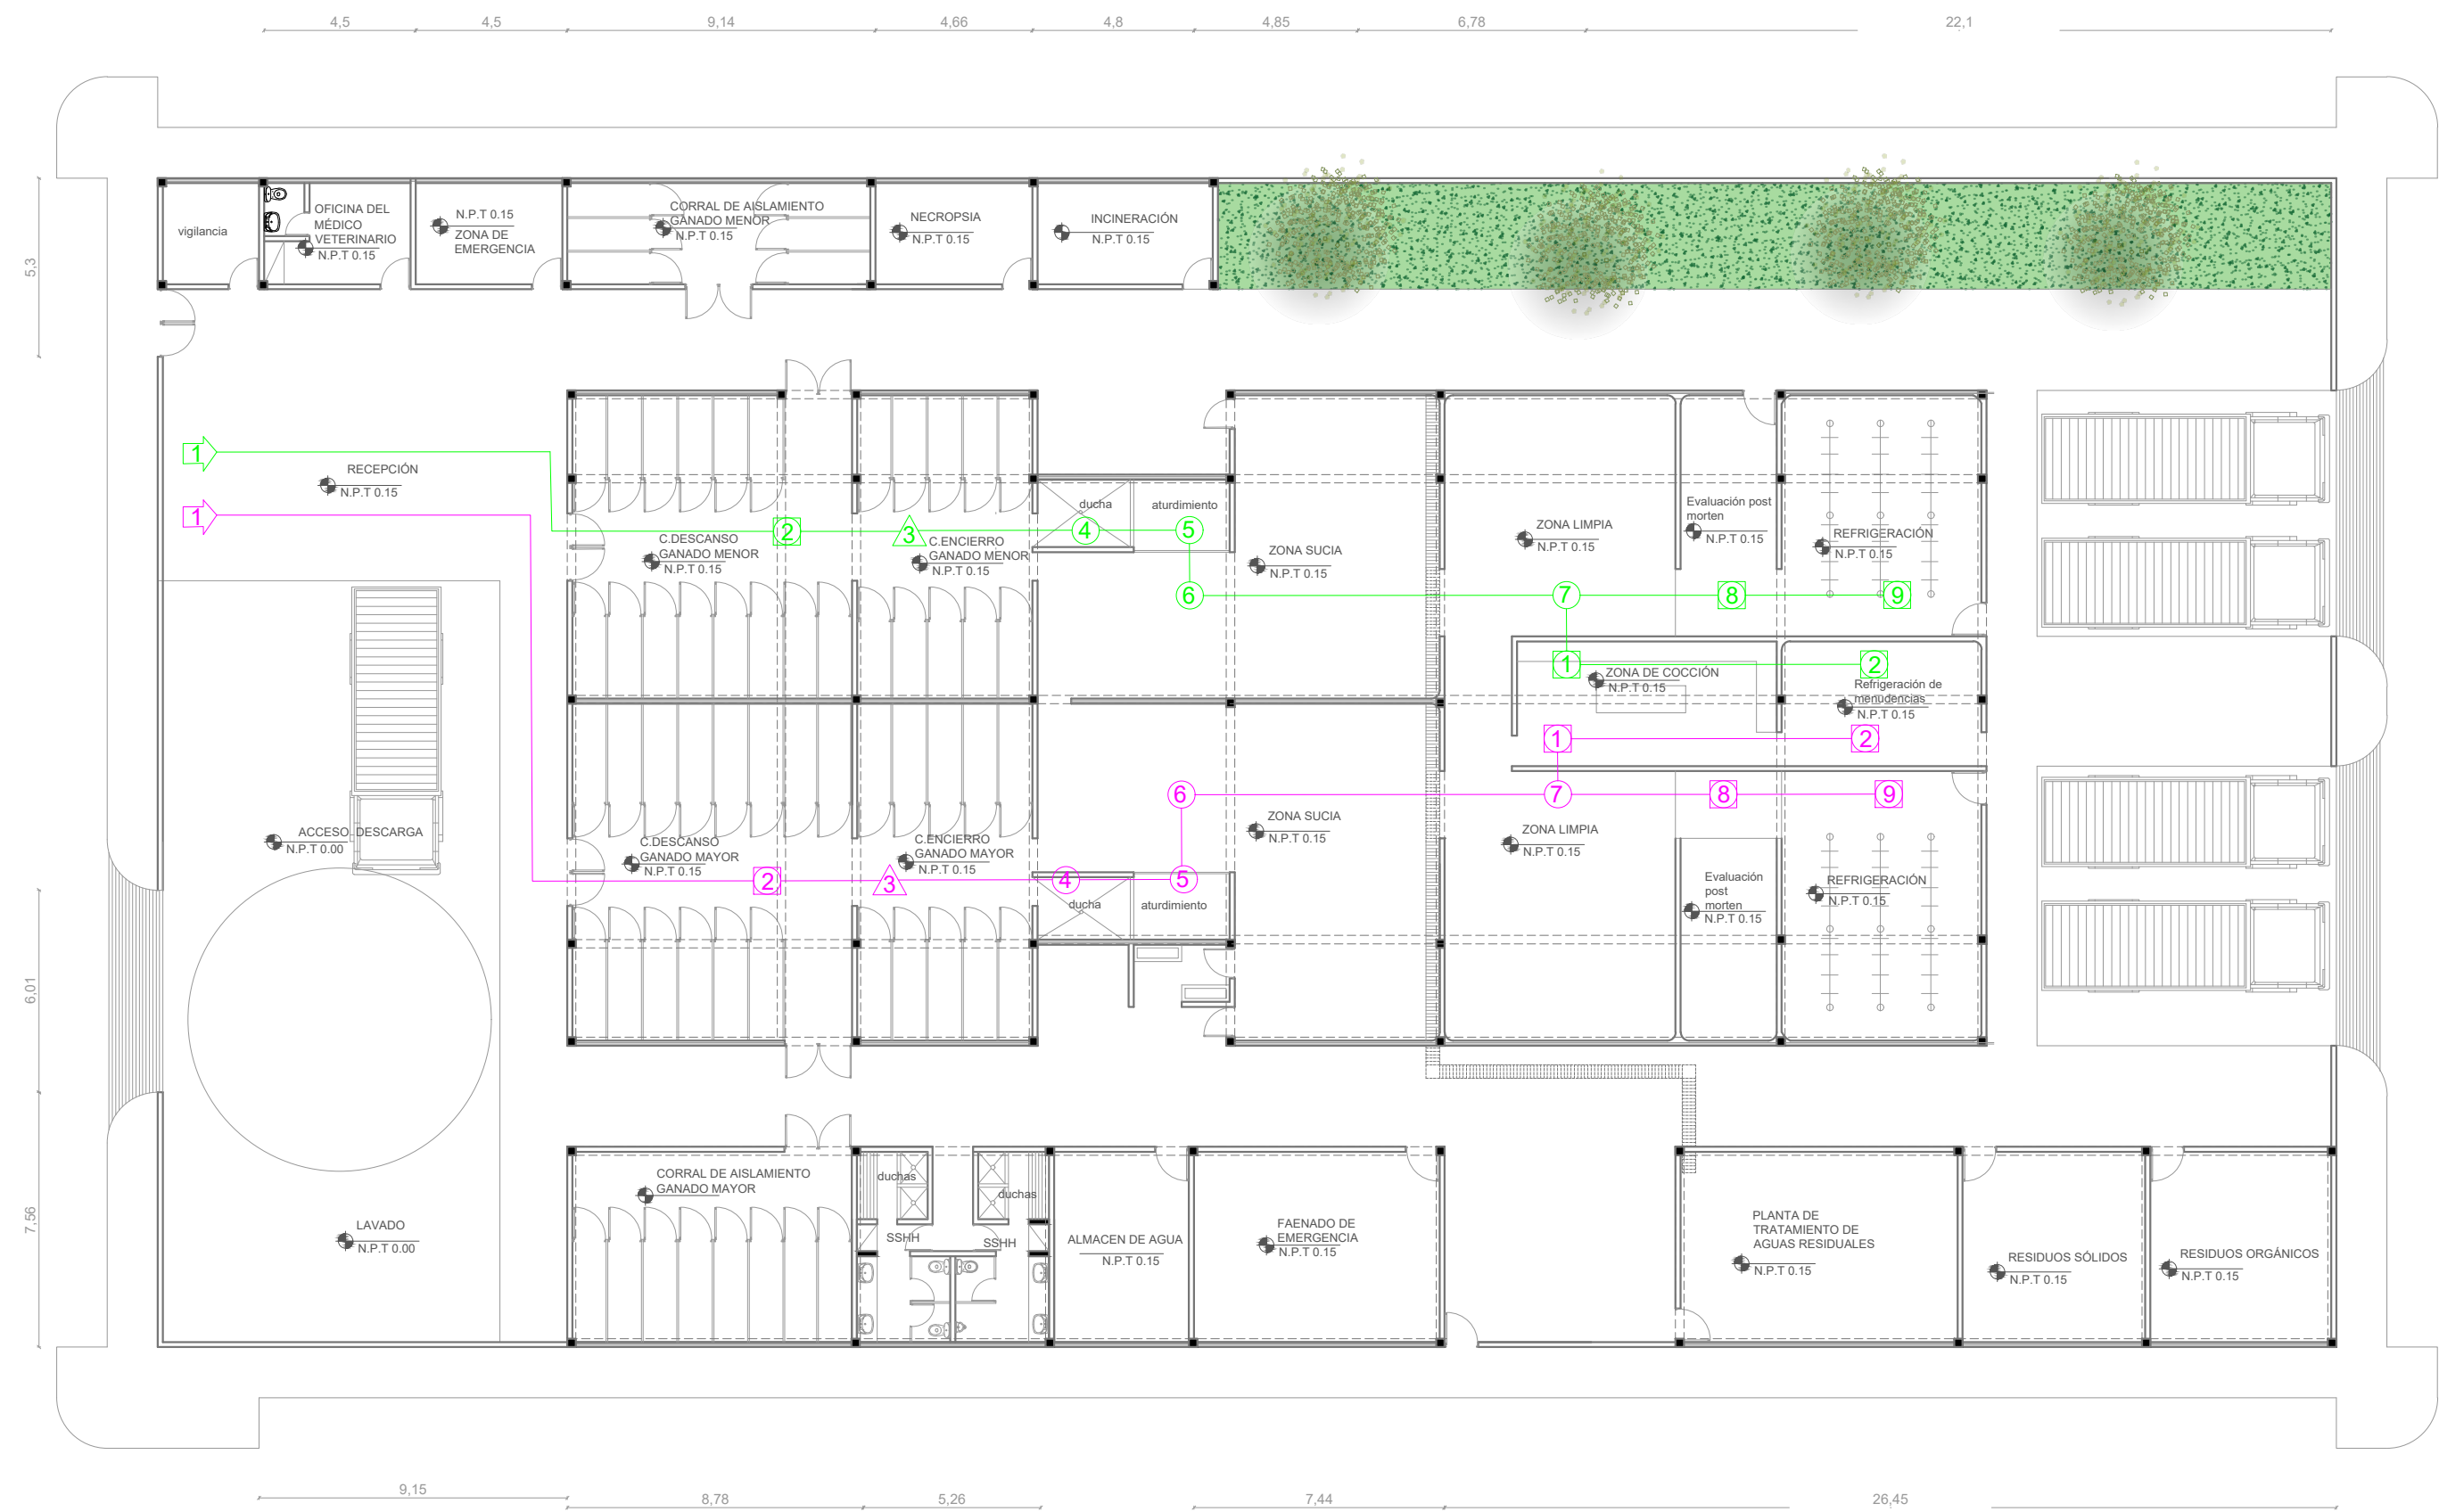 4,5
4,5
9,14
4,66
4,8
4,85
6,78
22,1
5,3
6,01
7,56
vigilancia
OFICINA DEL
MÉDICO
VETERINARIO
N.P.T 0.15
N.P.T 0.15
ZONA DE
EMERGENCIA
CORRAL DE AISLAMIENTO
GANADO MENOR
N.P.T 0.15
NECROPSIA
N.P.T 0.15
INCINERACIÓN
N.P.T 0.15
1
RECEPCIÓN
N.P.T 0.15
1
2
C.DESCANSO
GANADO MENOR
N.P.T 0.15
3
C.ENCIERRO
GANADO MENOR
N.P.T 0.15
ducha
4
aturdimiento
5
6
ZONA SUCIA
N.P.T 0.15
ZONA LIMPIA
N.P.T 0.15
7
Evaluación post
morten
N.P.T 0.15
8
REFRIGERACIÓN
N.P.T 0.15
9
1
ZONA DE COCCIÓN
N.P.T 0.15
2
Refrigeración de
menudencias
N.P.T 0.15
1
2
6
7
8
9
ACCESO DESCARGA
N.P.T 0.00
C.DESCANSO
GANADO MAYOR
N.P.T 0.15
2
C.ENCIERRO
GANADO MAYOR
N.P.T 0.15
3
4
ducha
5
aturdimiento
ZONA SUCIA
N.P.T 0.15
ZONA LIMPIA
N.P.T 0.15
Evaluación
post
morten
N.P.T 0.15
REFRIGERACIÓN
N.P.T 0.15
LAVADO
N.P.T 0.00
CORRAL DE AISLAMIENTO
GANADO MAYOR
N.P.T 0.15
duchas
duchas
SSHH
SSHH
ALMACEN DE AGUA
N.P.T 0.15
FAENADO DE
EMERGENCIA
N.P.T 0.15
PLANTA DE
TRATAMIENTO DE
AGUAS RESIDUALES
N.P.T 0.15
RESIDUOS SÓLIDOS
N.P.T 0.15
RESIDUOS ORGÁNICOS
N.P.T 0.15
9,15
8,78
5,26
7,44
26,45